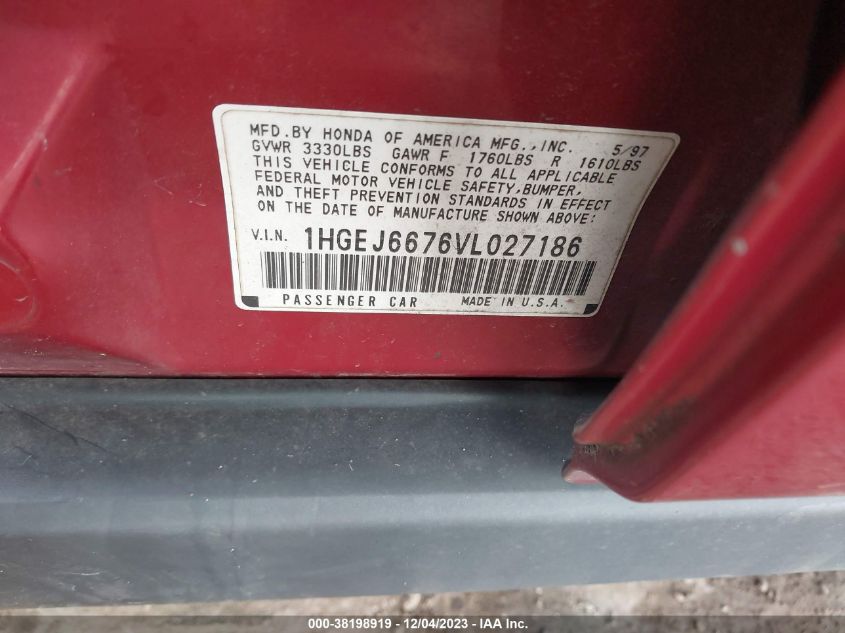 MFD.BY HONDA OF AMERICA MFG.,INC. 5/97
GVWR 3330LBS GAWR F 1760LBS R 1610LBS
THIS VEHICLE CONFORMS TO ALL APPLICABLE
FEDERAL MOTOR VEHICLE SAFETY,BUMPER,
AND THEFT PREVENTION STANDARDS IN EFFECT
ON THE DATE OF MANUFACTURE SHOWN ABOVE:
V.I.N. 1HGEJ6676VL027186
PASSENGER CAR MADE IN U.S.A.
000-38198919 - 12/04/2023 - IAA Inc.